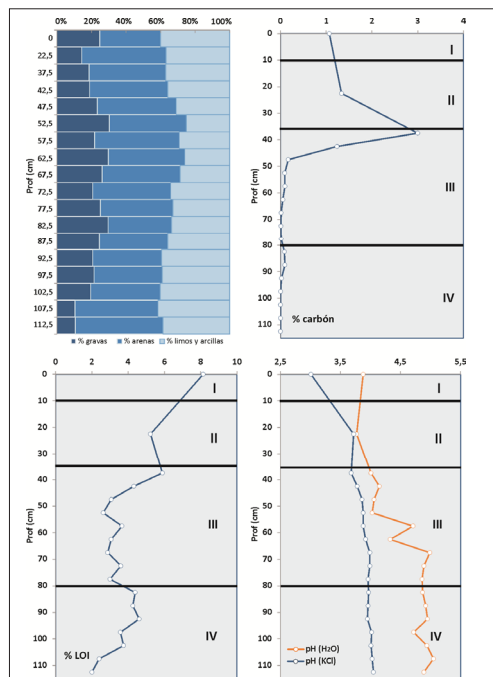 0 20% 40% 60% 80% 100%
Prof (cm)
0
22,5
37,5
42,5
47,5
52,5
57,5
62,5
67,5
72,5
77,5
82,5
87,5
92,5
97,5
102,5
107,5
112,5
% gravas % arenas % limos y arcillas
0 1 2 3 4
Prof (cm)
0
10
20
30
40
50
60
70
80
90
100
110
I
II
III
IV
% carbón
0 2 4 6 8 10
Prof (cm)
0
10
20
30
40
50
60
70
80
90
100
110
I
II
III
IV
% LOI
2,5 3,5 4,5 5,5
Prof (cm)
0
10
20
30
40
50
60
70
80
90
100
110
I
II
III
IV
pH (H₂O)
pH (KCl)